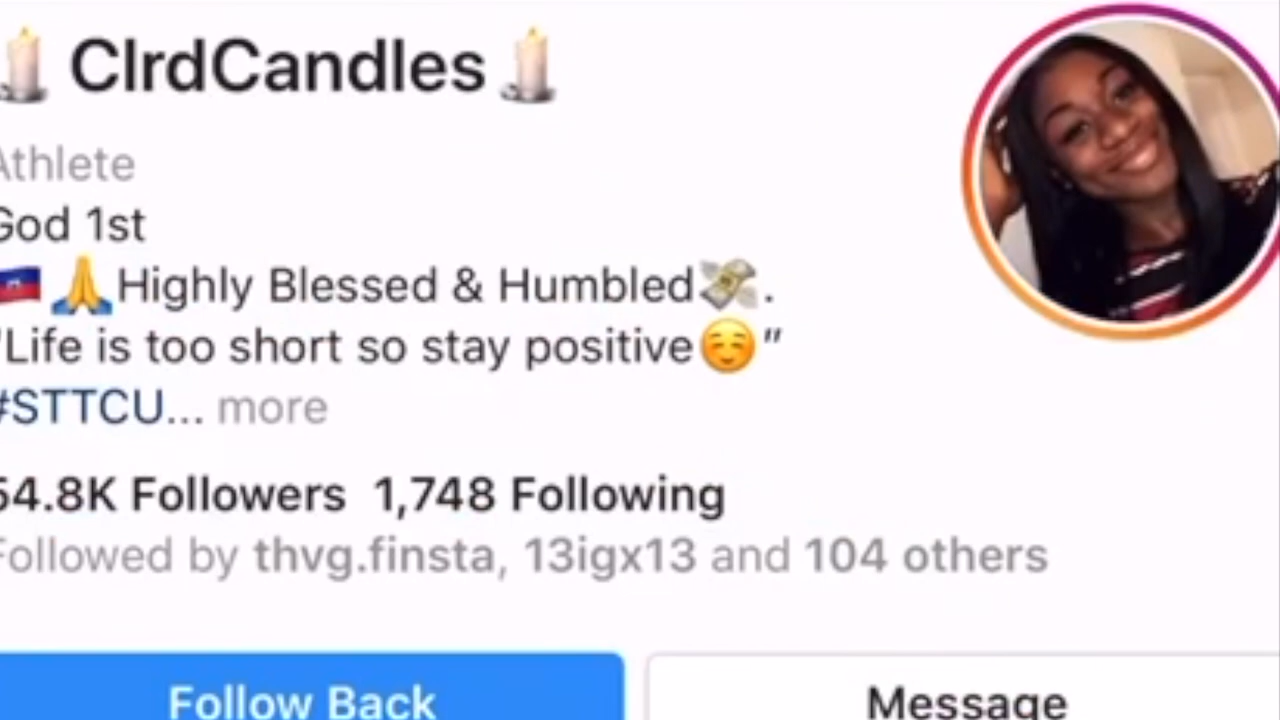 🕯️ClrdCandles🕯️
Athlete
God 1st
🇭🇹🙏Highly Blessed & Humbled💸.
"Life is too short so stay positive☺️"
#STTCU... more
54.8K Followers 1,748 Following
Followed by thvg.finsta, 13igx13 and 104 others
Follow Back
Message